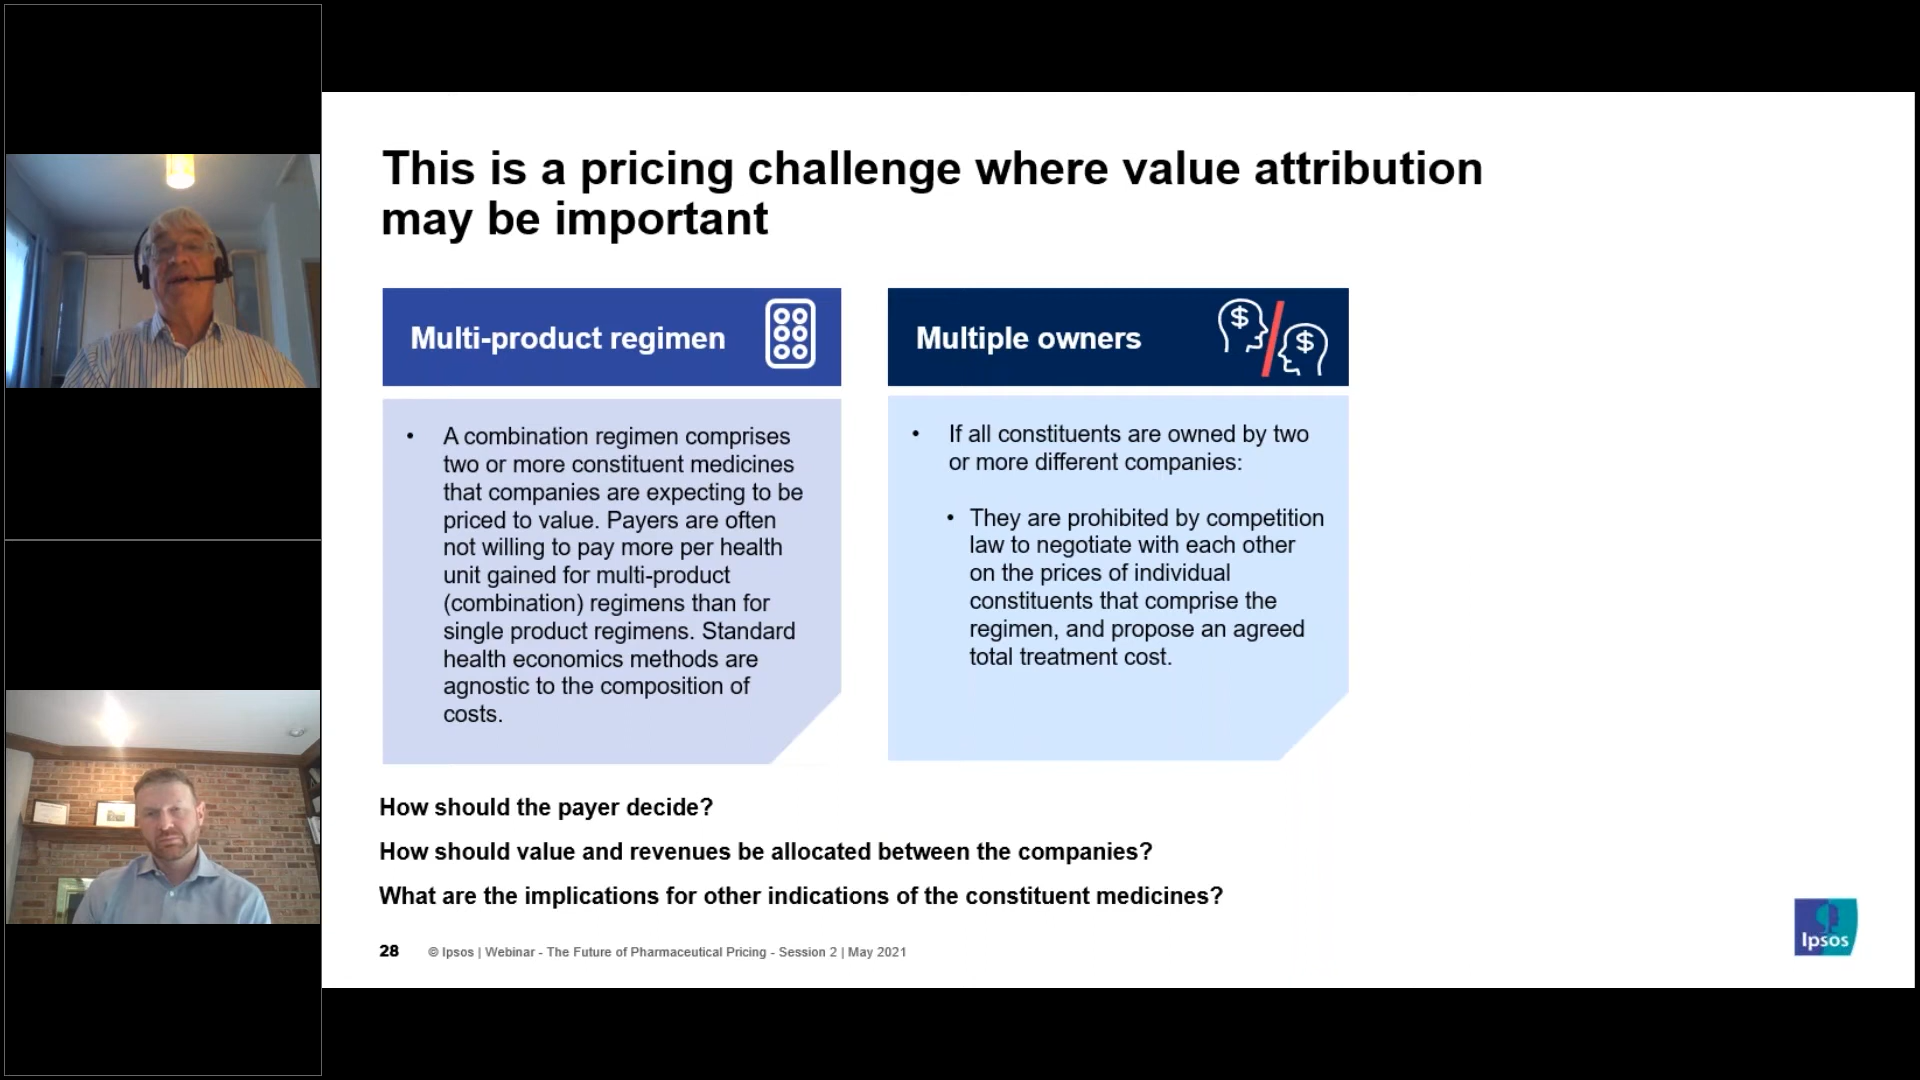 This is a pricing challenge where value attribution
may be important
Multi-product regimen
• A combination regimen comprises
two or more constituent medicines
that companies are expecting to be
priced to value. Payers are often
not willing to pay more per health
unit gained for multi-product
(combination) regimens than for
single product regimens. Standard
health economics methods are
agnostic to the composition of
costs.
Multiple owners
$ $
• If all constituents are owned by two
or more different companies:
• They are prohibited by competition
law to negotiate with each other
on the prices of individual
constituents that comprise the
regimen, and propose an agreed
total treatment cost.
How should the payer decide?
How should value and revenues be allocated between the companies?
What are the implications for other indications of the constituent medicines?
28 © Ipsos | Webinar - The Future of Pharmaceutical Pricing - Session 2 | May 2021
Ipsos